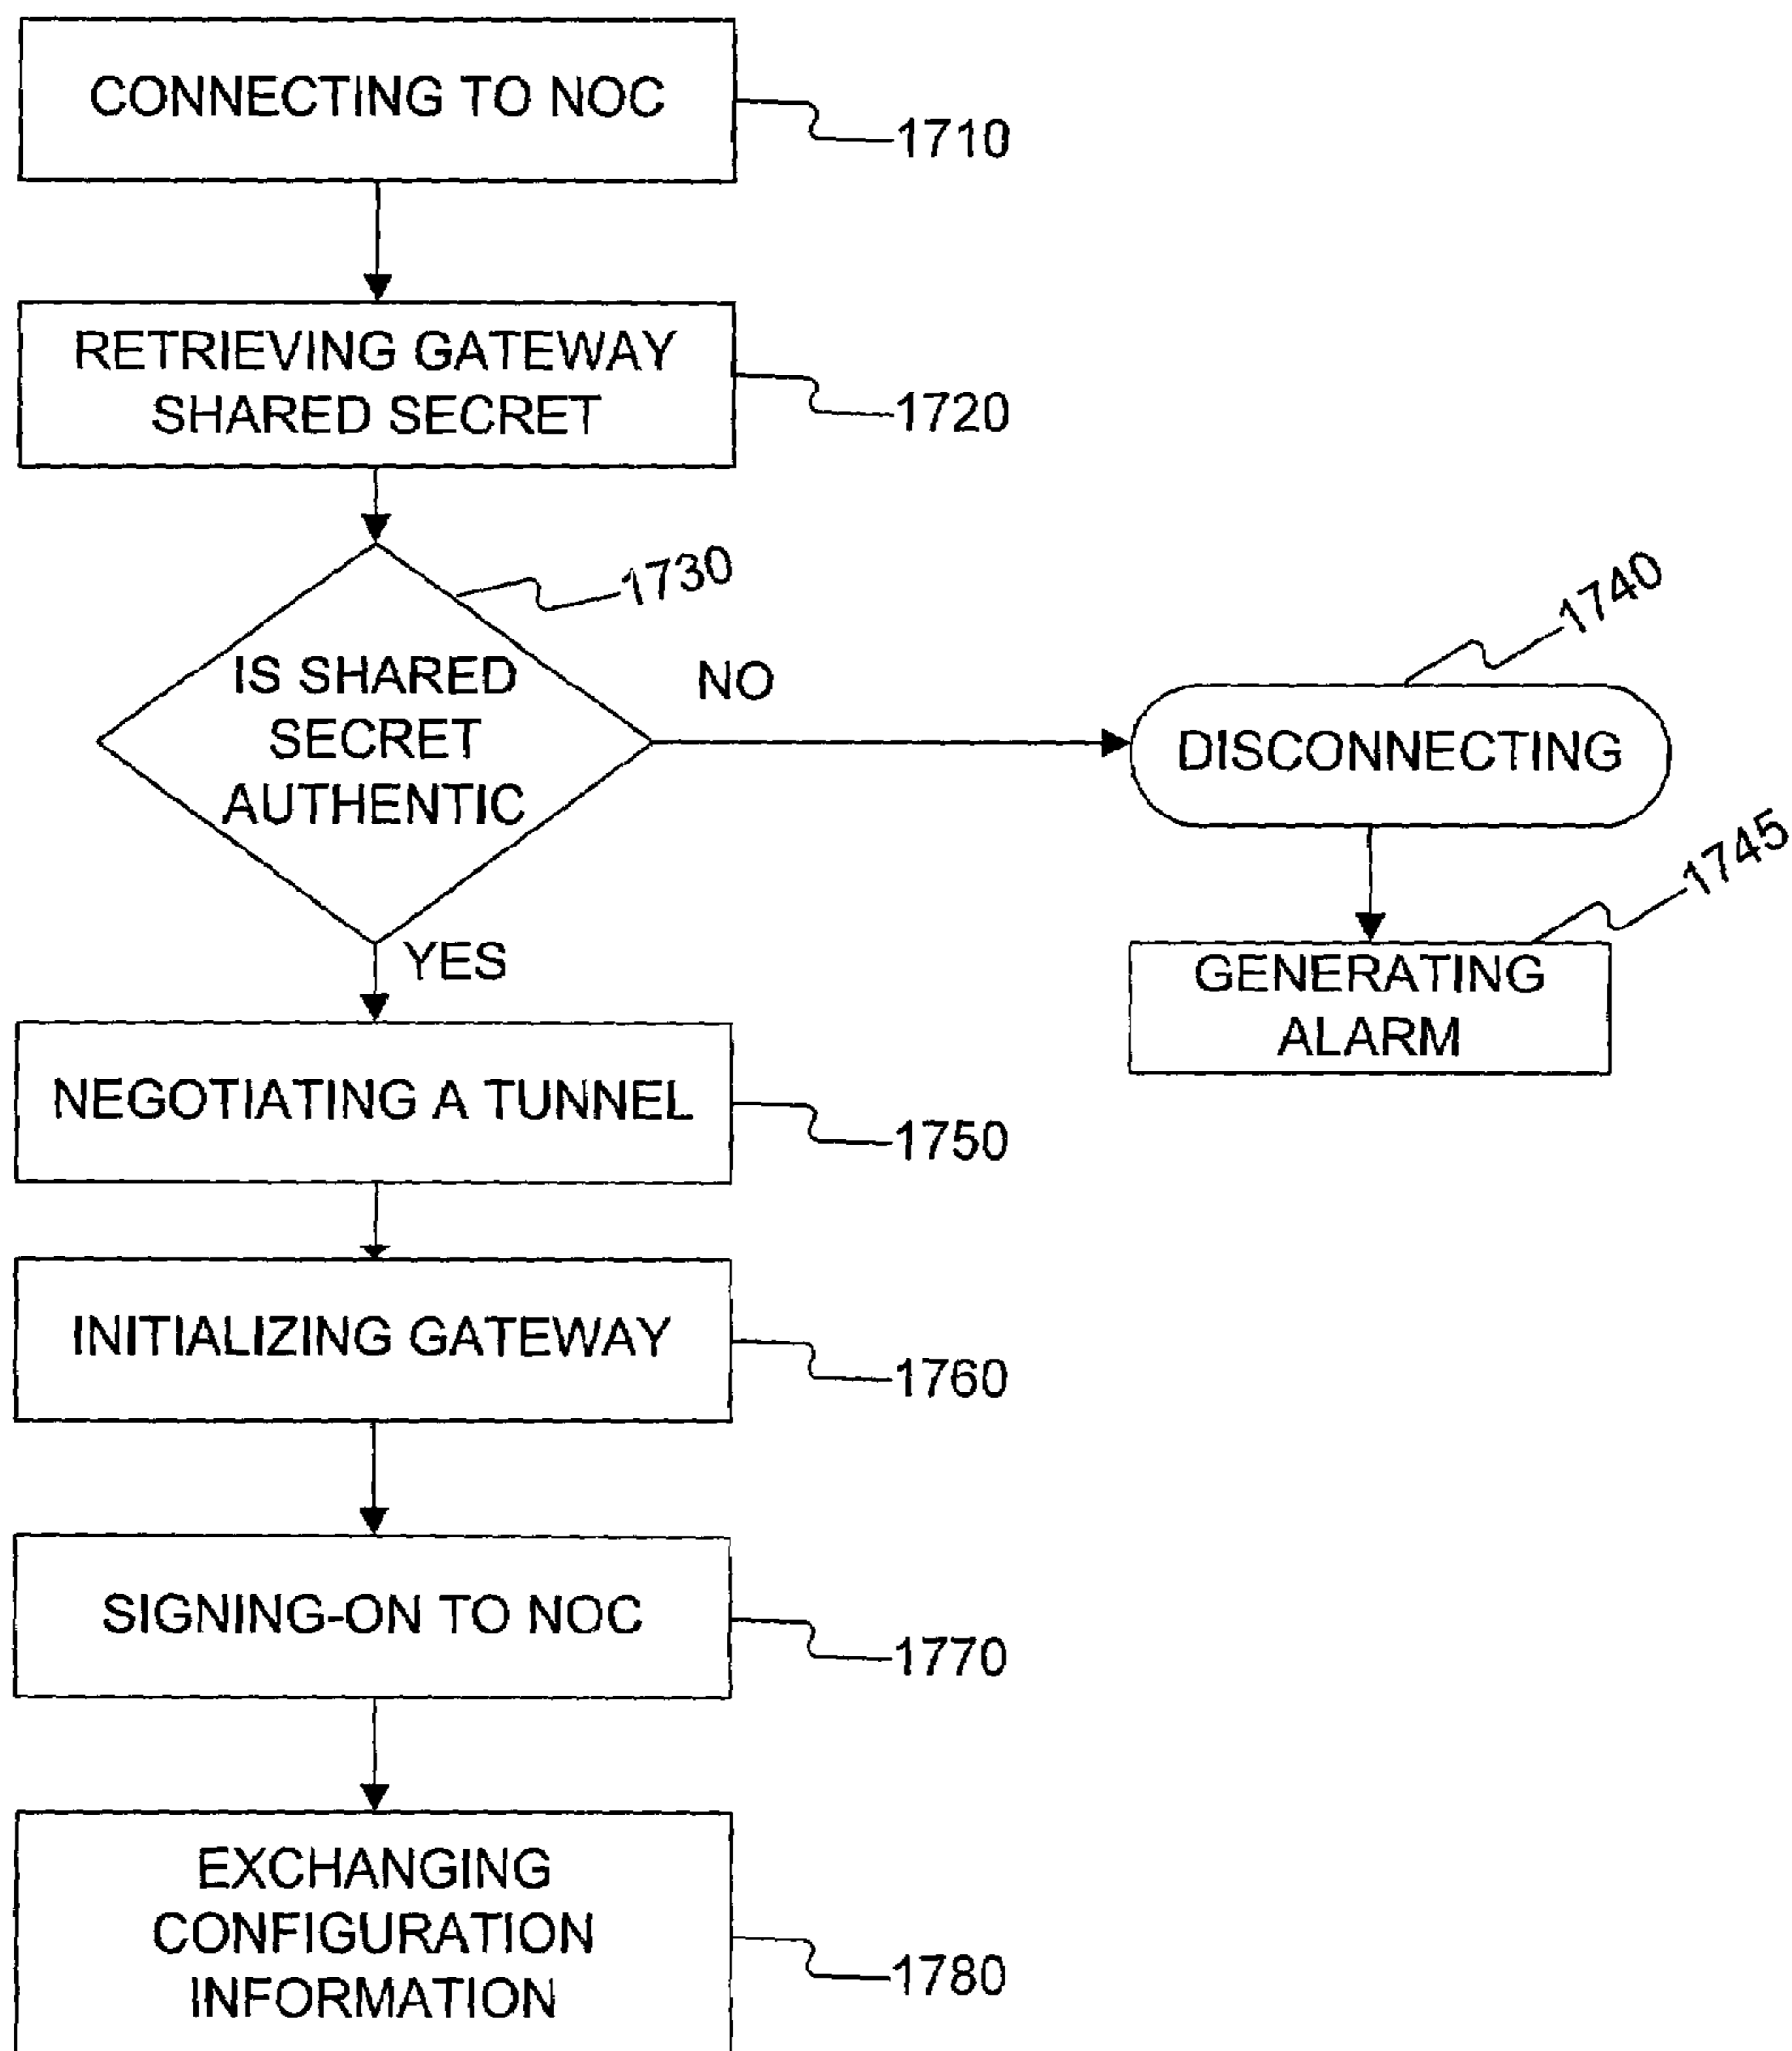 CONNECTING TO NOC
1710
RETRIEVING GATEWAY
SHARED SECRET
1720
1730
IS SHARED
SECRET
AUTHENTIC
NO
1740
DISCONNECTING
1745
GENERATING
ALARM
YES
NEGOTIATING A TUNNEL
1750
INITIALIZING GATEWAY
1760
SIGNING-ON TO NOC
1770
EXCHANGING
CONFIGURATION
INFORMATION
1780